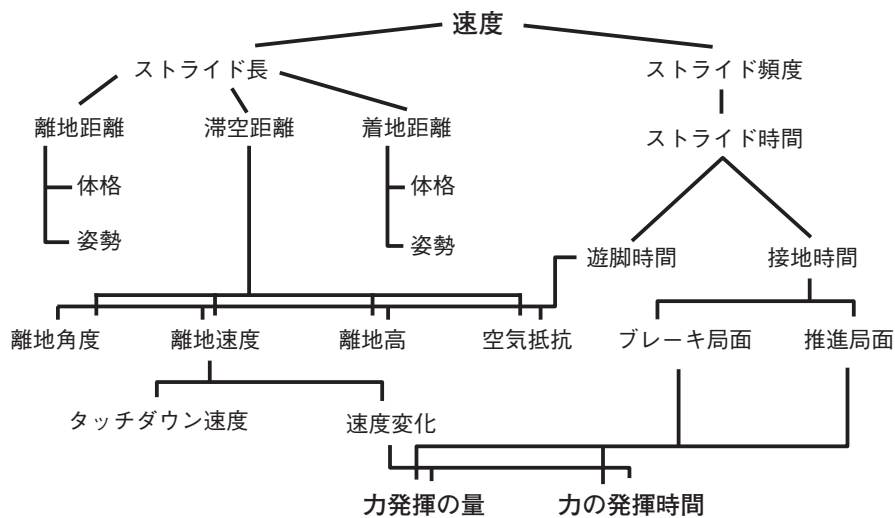 速度
ストライド長
ストライド頻度
離地距離
滞空距離
着地距離
ストライド時間
体格
体格
姿勢
姿勢
遊脚時間
接地時間
離地角度
離地速度
離地高
空気抵抗
ブレーキ局面
推進局面
タッチダウン速度
速度変化
力発揮の量
力の発揮時間